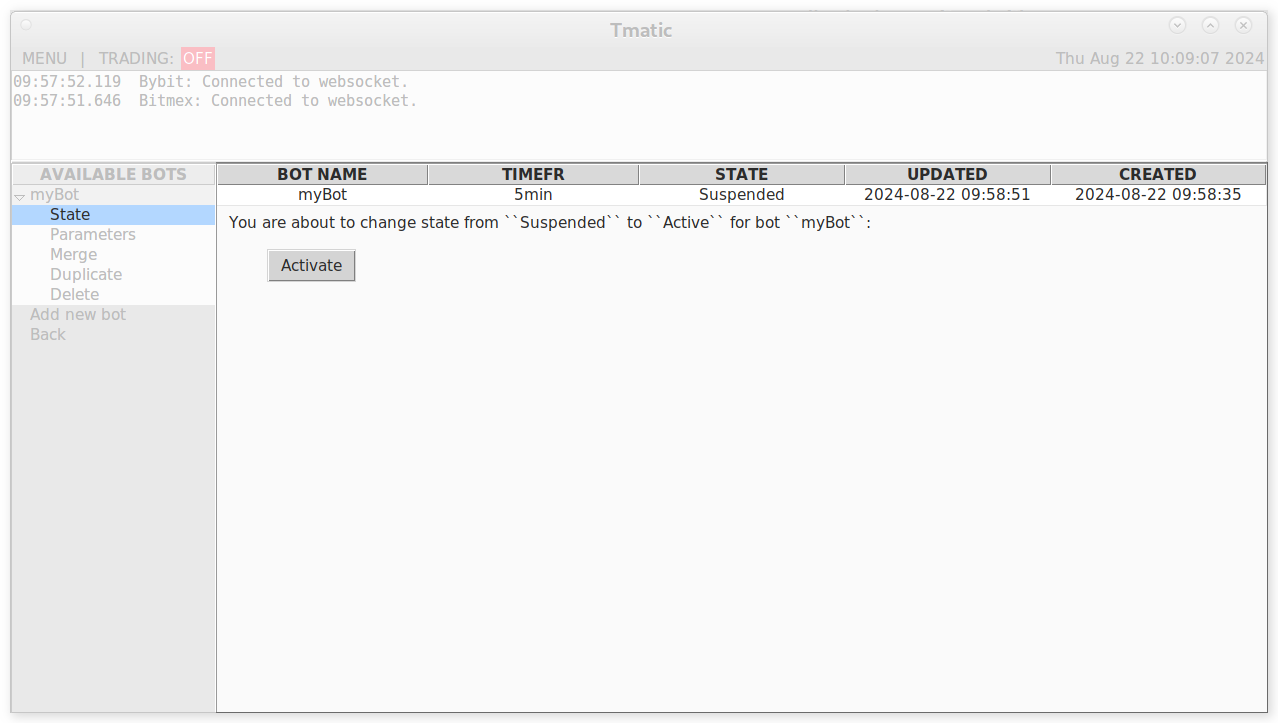 Tmatic
MENU | TRADING: OFF Thu Aug 22 10:09:07 2024
09:57:52.119 Bybit: Connected to websocket.
09:57:51.646 Bitmex: Connected to websocket.
AVAILABLE BOTS BOT NAME TIMEFR STATE UPDATED CREATED
myBot myBot 5min Suspended 2024-08-22 09:58:51 2024-08-22 09:58:35
State
You are about to change state from ``Suspended`` to ``Active`` for bot ``myBot``:
Parameters
Merge
Activate
Duplicate
Delete
Add new bot
Back